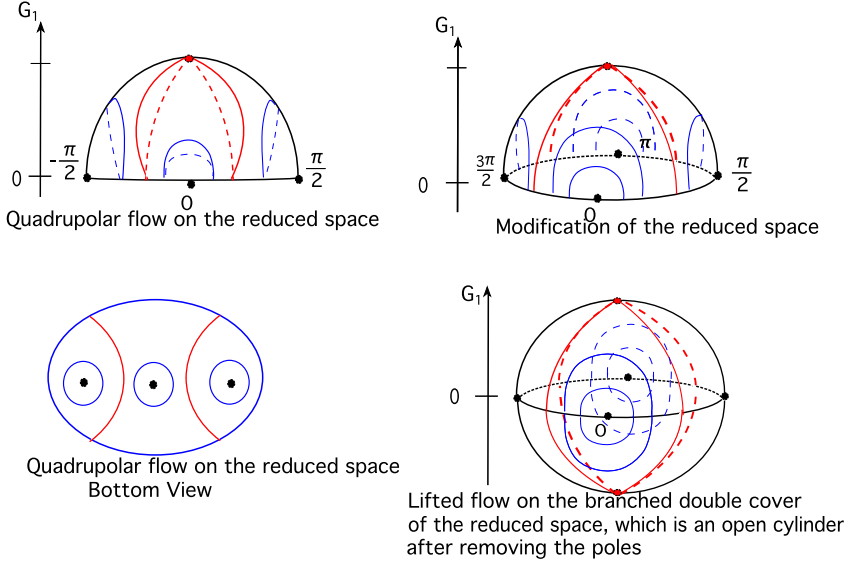 G1
-π/2
π/2
0
0
Quadrupolar flow on the reduced space
G1
π
3π/2
π/2
0
0
Modification of the reduced space
Quadrupolar flow on the reduced space
Bottom View
G1
0
0
Lifted flow on the branched double cover
of the reduced space, which is an open cylinder
after removing the poles